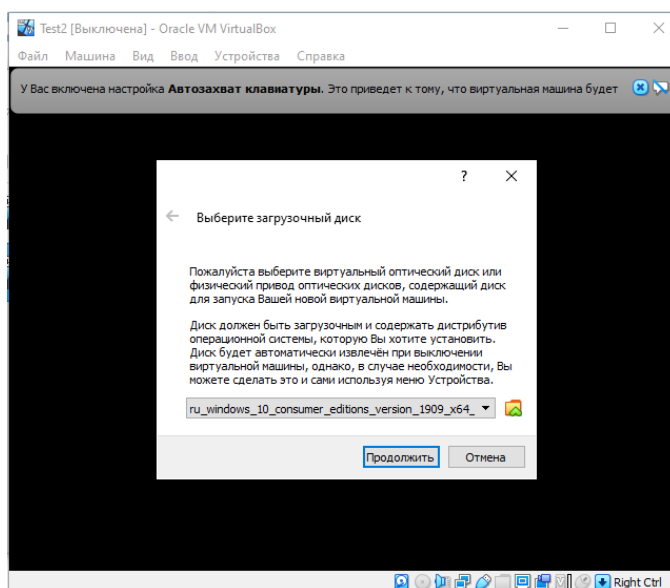 Test2 [Выключена] - Oracle VM VirtualBox
Файл Машина Вид Ввод Устройства Справка
У Вас включена настройка Автозахват клавиатуры. Это приведет к тому, что виртуальная машина будет
?
Выберите загрузочный диск
Пожалуйста выберите виртуальный оптический диск или
физический привод оптических дисков, содержащий диск
для запуска Вашей новой виртуальной машины.
Диск должен быть загрузочным и содержать дистрибутив
операционной системы, которую Вы хотите установить.
Диск будет автоматически извлечён при выключении
виртуальной машины, однако, в случае необходимости, Вы
можете сделать это и сами используя меню Устройства.
ru_windows_10_consumer_editions_version_1909_x64_
Продолжить Отмена
Right Ctrl